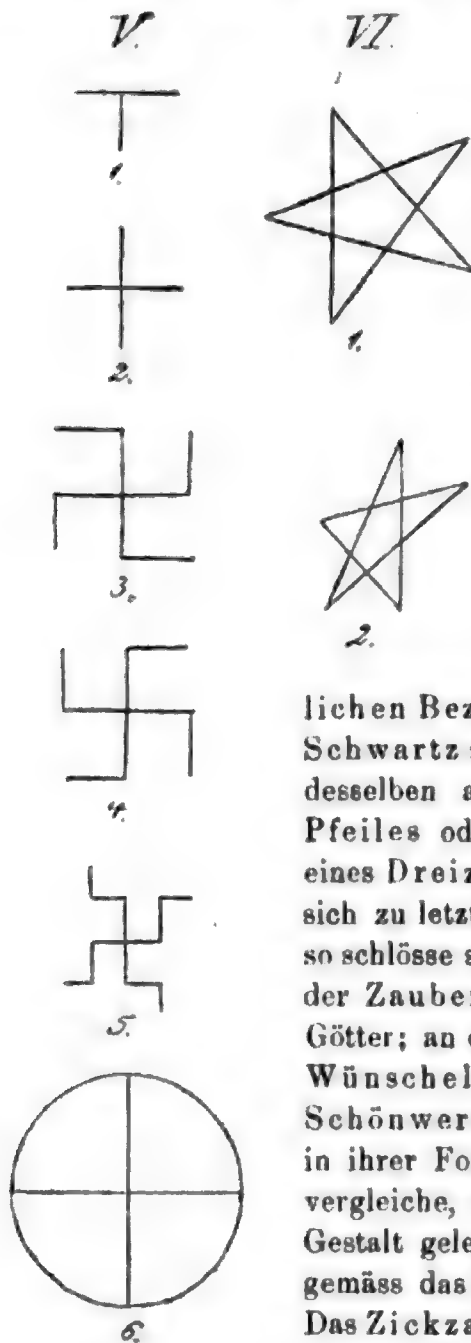 V.
VI.
1.
2.
3.
4.
5.
6.
1.
2.
lichen Bez
Schwartz
desselben a
Pfeiles od
eines Dreiz
sich zu letz
so schlösse s
der Zauber
Götter; an
Wünschel
Schönwer
in ihrer Fo
vergleiche,
Gestalt gele
gemäss das
Das Zickza